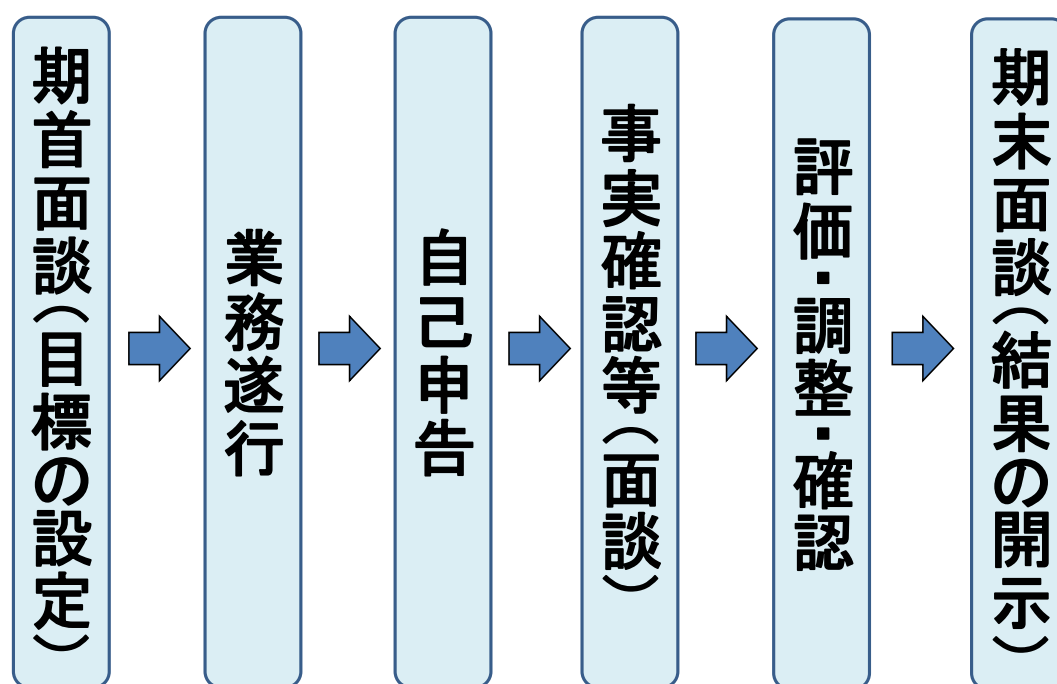 期首面談（目標の設定）
業務遂行
自己申告
事実確認等（面談）
評価・調整・確認
期末面談（結果の開示）